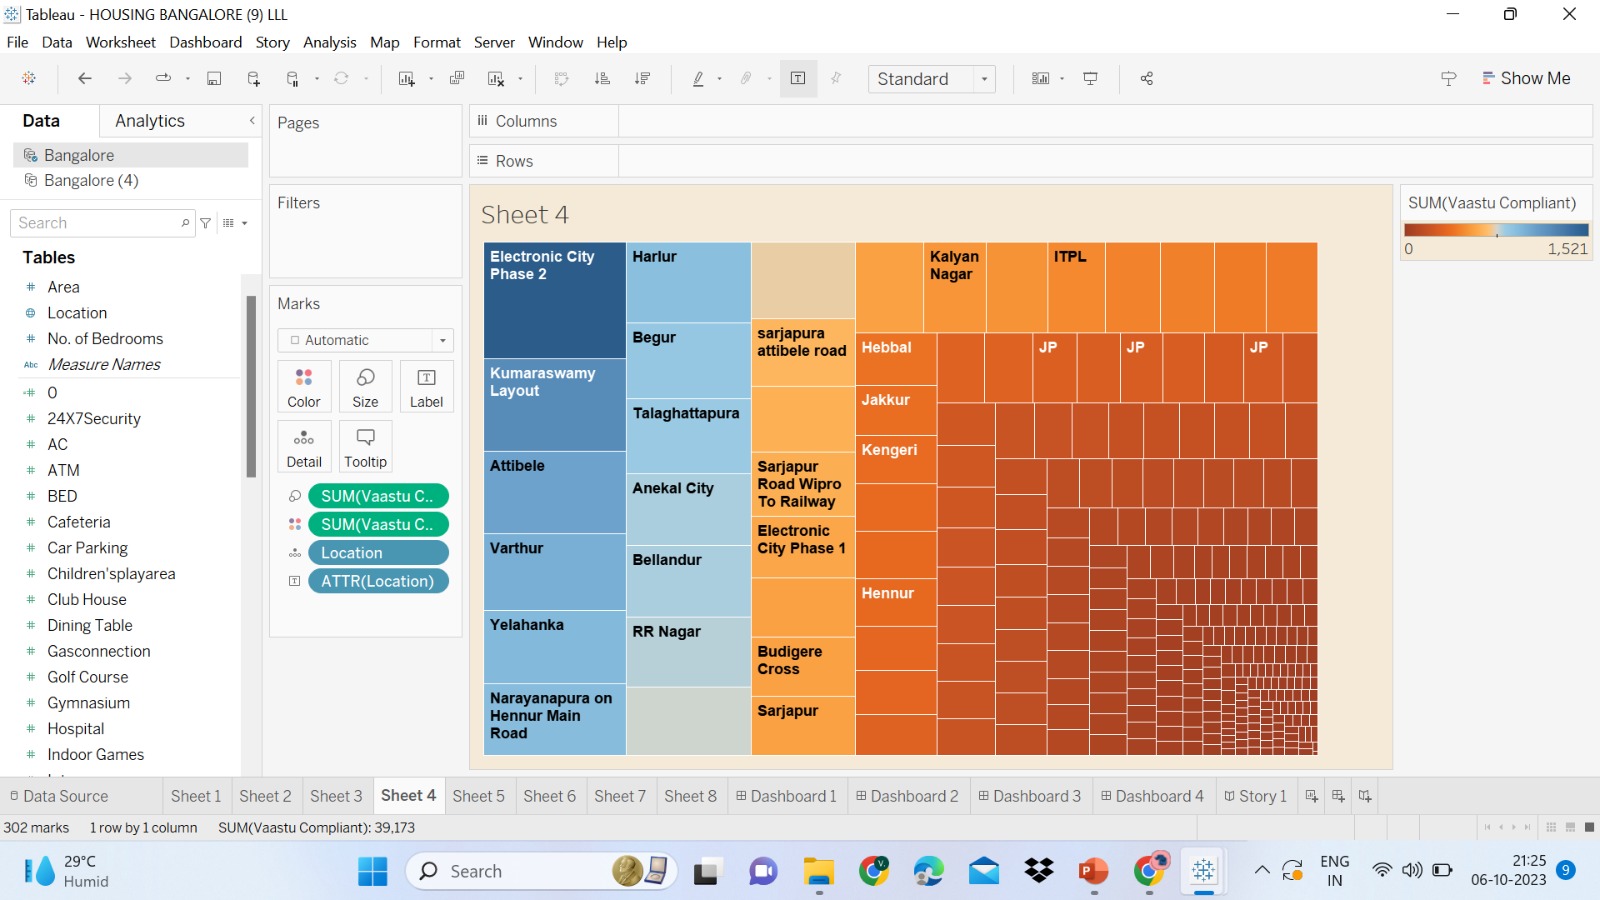 Tableau - HOUSING BANGALORE (9) LLL
File Data Worksheet Dashboard Story Analysis Map Format Server Window Help
Standard
Show Me
Data Analytics
Bangalore
Bangalore (4)
Search
Tables
Area
Location
No. of Bedrooms
Abc Measure Names
0
24X7Security
AC
ATM
BED
Cafeteria
Car Parking
Children'splayarea
Club House
Dining Table
Gasconnection
Golf Course
Gymnasium
Hospital
Indoor Games
Pages
Filters
Marks
Automatic
Color Size Label
Detail Tooltip
SUM(Vaastu C..
SUM(Vaastu C..
Location
ATTR(Location)
Columns
Rows
Sheet 4
Electronic City
Phase 2
Kumaraswamy
Layout
Attibele
Varthur
Yelahanka
Narayanapura on
Hennur Main
Road
Harlur
Begur
Talaghattapura
Anekal City
Bellandur
RR Nagar
sarjapura
attibele road
Sarjapur
Road Wipro
To Railway
Electronic
City Phase 1
Budigere
Cross
Sarjapur
Kalyan
Nagar
ITPL
Hebbal
Jakkur
Kengeri
Hennur
JP
JP
JP
SUM(Vaastu Compliant)
0 1,521
Data Source Sheet 1 Sheet 2 Sheet 3 Sheet 4 Sheet 5 Sheet 6 Sheet 7 Sheet 8 Dashboard 1 Dashboard 2 Dashboard 3 Dashboard 4 Story 1
302 marks 1 row by 1 column SUM(Vaastu Compliant): 39,173
29°C
Humid
Search
ENG
IN
21:25
06-10-2023
9